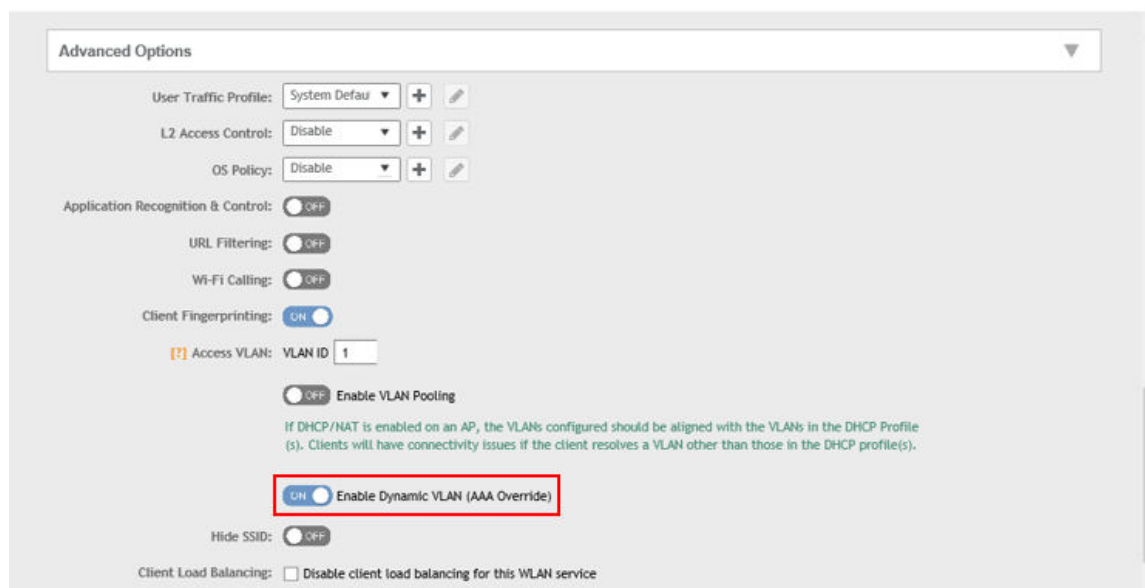 Advanced Options
User Traffic Profile: System Defau
L2 Access Control: Disable
OS Policy: Disable
Application Recognition & Control: OFF
URL Filtering: OFF
Wi-Fi Calling: OFF
Client Fingerprinting: ON
[?] Access VLAN: VLAN ID 1
OFF Enable VLAN Pooling
If DHCP/NAT is enabled on an AP, the VLANs configured should be aligned with the VLANs in the DHCP Profile
(s). Clients will have connectivity issues if the client resolves a VLAN other than those in the DHCP profile(s).
ON Enable Dynamic VLAN (AAA Override)
Hide SSID: OFF
Client Load Balancing: Disable client load balancing for this WLAN service